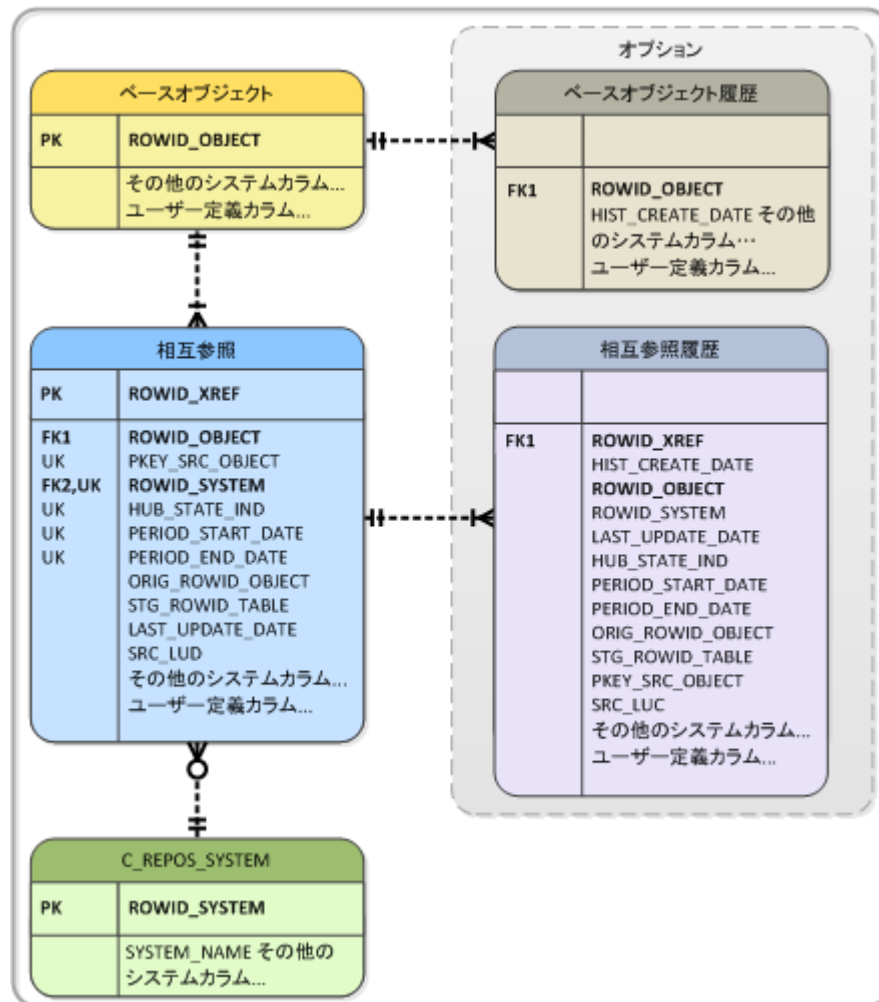 オプション
ベースオブジェクト
PK ROWID_OBJECT
その他のシステムカラム...
ユーザー定義カラム...
ベースオブジェクト履歴
FK1 ROWID_OBJECT
HIST_CREATE_DATE その他
のシステムカラム…
ユーザー定義カラム...
相互参照
PK ROWID_XREF
FK1 ROWID_OBJECT
UK PKEY_SRC_OBJECT
FK2,UK ROWID_SYSTEM
UK HUB_STATE_IND
UK PERIOD_START_DATE
UK PERIOD_END_DATE
ORIG_ROWID_OBJECT
STG_ROWID_TABLE
LAST_UPDATE_DATE
SRC_LUD
その他のシステムカラム...
ユーザー定義カラム...
相互参照履歴
FK1 ROWID_XREF
HIST_CREATE_DATE
ROWID_OBJECT
ROWID_SYSTEM
LAST_UPDATE_DATE
HUB_STATE_IND
PERIOD_START_DATE
PERIOD_END_DATE
ORIG_ROWID_OBJECT
STG_ROWID_TABLE
PKEY_SRC_OBJECT
SRC_LUC
その他のシステムカラム...
ユーザー定義カラム...
C_REPOS_SYSTEM
PK ROWID_SYSTEM
SYSTEM_NAME その他の
システムカラム...